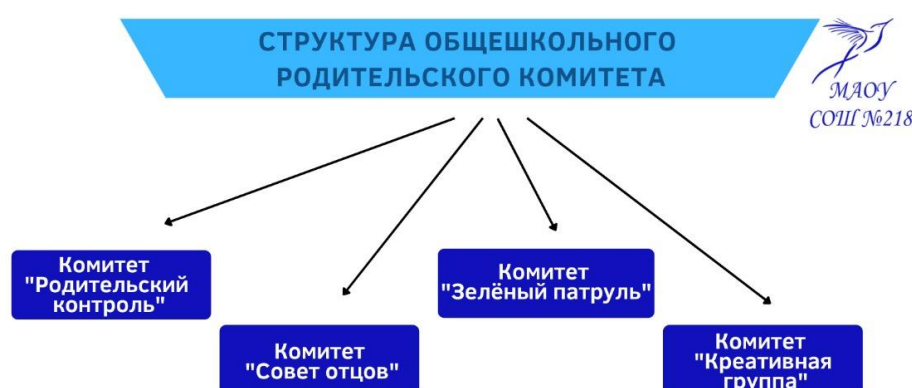 СТРУКТУРА ОБЩЕШКОЛЬНОГО
РОДИТЕЛЬСКОГО КОМИТЕТА
МАОУ
СОШ №218
Комитет
"Родительский
контроль"
Комитет
"Зелёный патруль"
Комитет
"Совет отцов"
Комитет
"Креативная
группа"